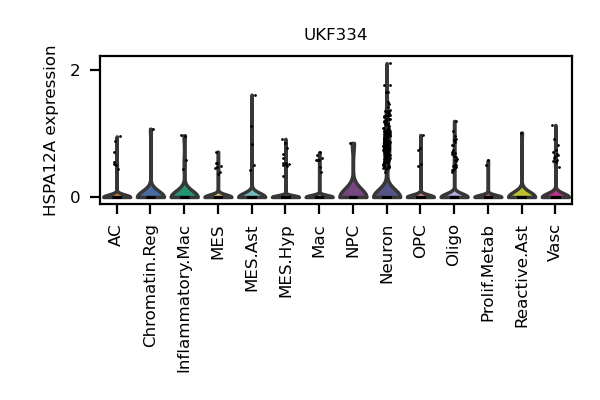 UKF334
HSPA12A expression
2
0
AC
Chromatin.Reg
Inflammatory.Mac
MES
MES.Ast
MES.Hyp
Mac
NPC
Neuron
OPC
Oligo
Prolif.Metab
Reactive.Ast
Vasc